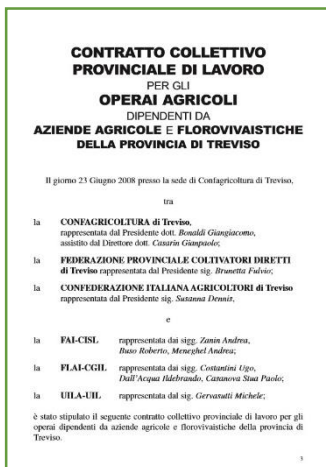 CONTRATTO COLLETTIVO
PROVINCIALE DI LAVORO
PER GLI
OPERAI AGRICOLI
DIPENDENTI DA
AZIENDE AGRICOLE E FLOROVIVAISTICHE
DELLA PROVINCIA DI TREVISO
Il giorno 23 Giugno 2008 presso la sede di Confagricoltura di Treviso,
tra
la CONFAGRICOLTURA di Treviso,
rappresentata dal Presidente dott. Bonaldi Giangiacomo,
assistito dal Direttore dott. Casarin Gianpaolo;
la FEDERAZIONE PROVINCIALE COLTIVATORI DIRETTI
di Treviso rappresentata dal Presidente sig. Brunetta Fulvio;
la CONFEDERAZIONE ITALIANA AGRICOLTORI di Treviso
rappresentata dal Presidente sig. Susanna Dennis,
e
la FAI-CISL rappresentata dai sigg. Zanin Andrea,
Buso Roberto, Meneghel Andrea;
la FLAI-CGIL rappresentata dai sigg. Costantini Ugo,
Dall'Acqua Ildebrando, Casanova Stua Paolo;
la UILA-UIL rappresentata dal sig. Gervasutti Michele;
è stato stipulato il seguente contratto collettivo provinciale di lavoro per gli
operai dipendenti da aziende agricole e florovivaistiche della provincia di
Treviso.
3